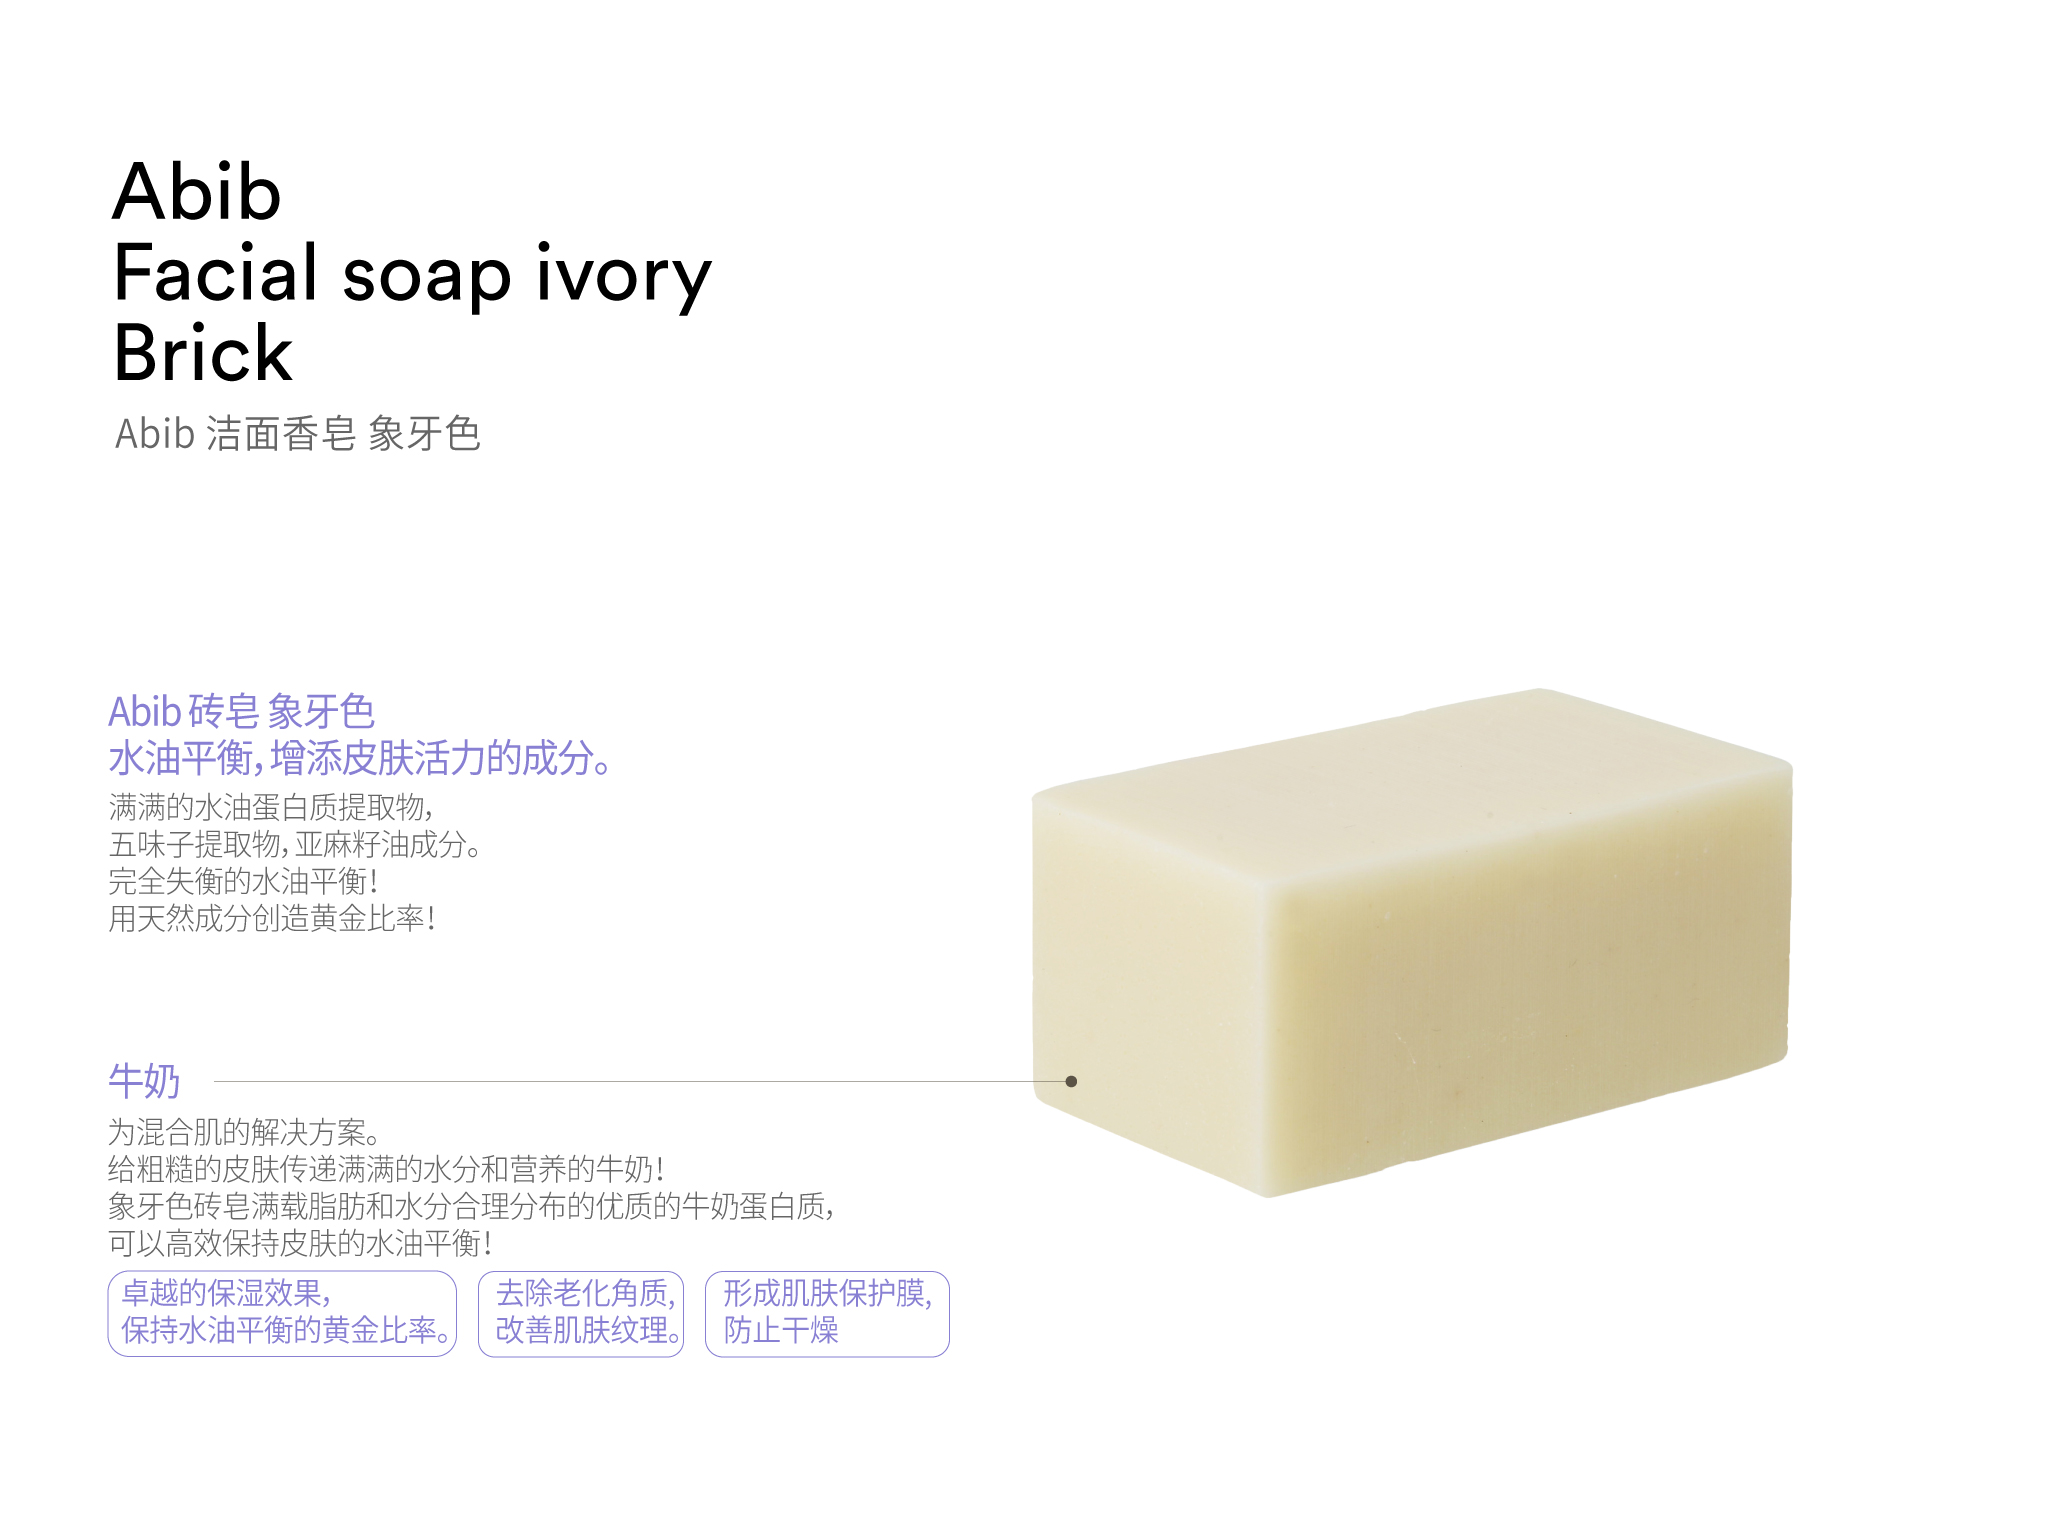 Abib
Facial soap ivory
Brick
Abib 洁面香皂 象牙色
Abib 砖皂 象牙色
水油平衡，增添皮肤活力的成分。
满满的水油蛋白质提取物，
五味子提取物，亚麻籽油成分。
完全失衡的水油平衡！
用天然成分创造黄金比率！
牛奶
为混合肌的解决方案。
给粗糙的皮肤传递满满的水分和营养的牛奶！
象牙色砖皂满载脂肪和水分合理分布的优质的牛奶蛋白质，
可以高效保持皮肤的水油平衡！
卓越的保湿效果，
保持水油平衡的黄金比率。
去除老化角质，
改善肌肤纹理。
形成肌肤保护膜，
防止干燥